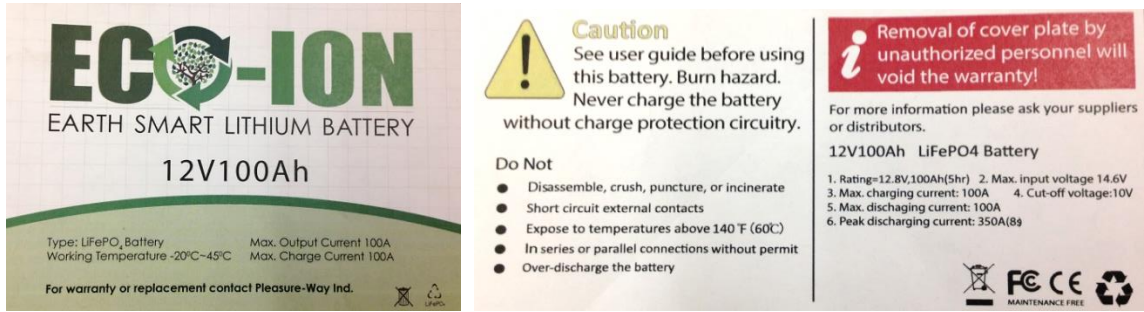 ECO-ION
EARTH SMART LITHIUM BATTERY
12V100Ah
Type: LiFePO4 Battery
Working Temperature -20ºC~45ºC
Max. Output Current 100A
Max. Charge Current 100A
For warranty or replacement contact Pleasure-Way Ind.
LiFePO4
Caution
See user guide before using
this battery. Burn hazard.
Never charge the battery
without charge protection circuitry.
Do Not
● Disassemble, crush, puncture, or incinerate
● Short circuit external contacts
● Expose to temperatures above 140 ℉ (60℃)
● In series or parallel connections without permit
● Over-discharge the battery
i
Removal of cover plate by
unauthorized personnel will
void the warranty!
For more information please ask your suppliers
or distributors.
12V100Ah LiFePO4 Battery
1. Rating=12.8V,100Ah(5hr) 2. Max. input voltage 14.6V
3. Max. charging current: 100A 4. Cut-off voltage:10V
5. Max. dischaging current: 100A
6. Peak discharging current: 350A(8s
FC CE
MAINTENANCE FREE